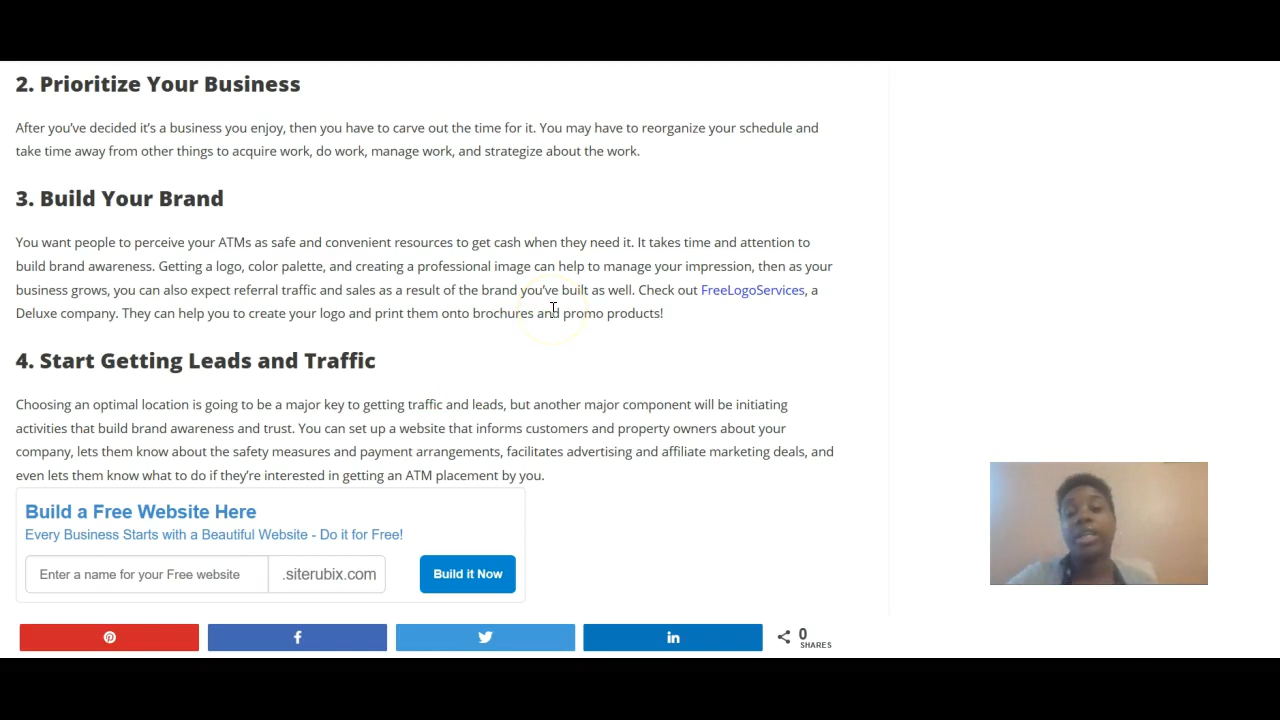 2. Prioritize Your Business
After you've decided it's a business you enjoy, then you have to carve out the time for it. You may have to reorganize your schedule and
take time away from other things to acquire work, do work, manage work, and strategize about the work.
3. Build Your Brand
You want people to perceive your ATMs as safe and convenient resources to get cash when they need it. It takes time and attention to
build brand awareness. Getting a logo, color palette, and creating a professional image can help to manage your impression, then as your
business grows, you can also expect referral traffic and sales as a result of the brand you've built as well. Check out FreeLogoServices, a
Deluxe company. They can help you to create your logo and print them onto brochures and promo products!
4. Start Getting Leads and Traffic
Choosing an optimal location is going to be a major key to getting traffic and leads, but another major component will be initiating
activities that build brand awareness and trust. You can set up a website that informs customers and property owners about your
company, lets them know about the safety measures and payment arrangements, facilitates advertising and affiliate marketing deals, and
even lets them know what to do if they're interested in getting an ATM placement by you.
Build a Free Website Here
Every Business Starts with a Beautiful Website - Do it for Free!
Enter a name for your Free website .siterubix.com Build it Now
0
SHARES